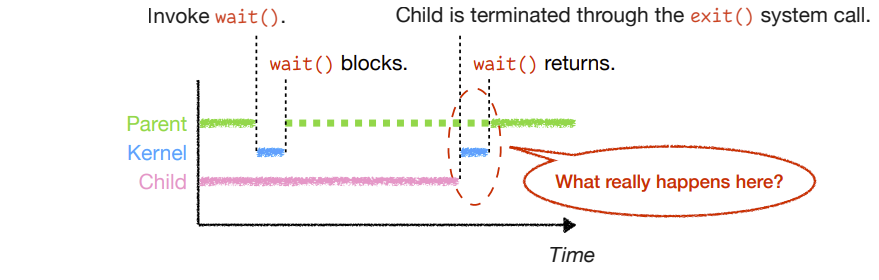 Invoke wait().
Child is terminated through the exit() system call.
wait() blocks.
wait() returns.
Parent
Kernel
Child
What really happens here?
Time